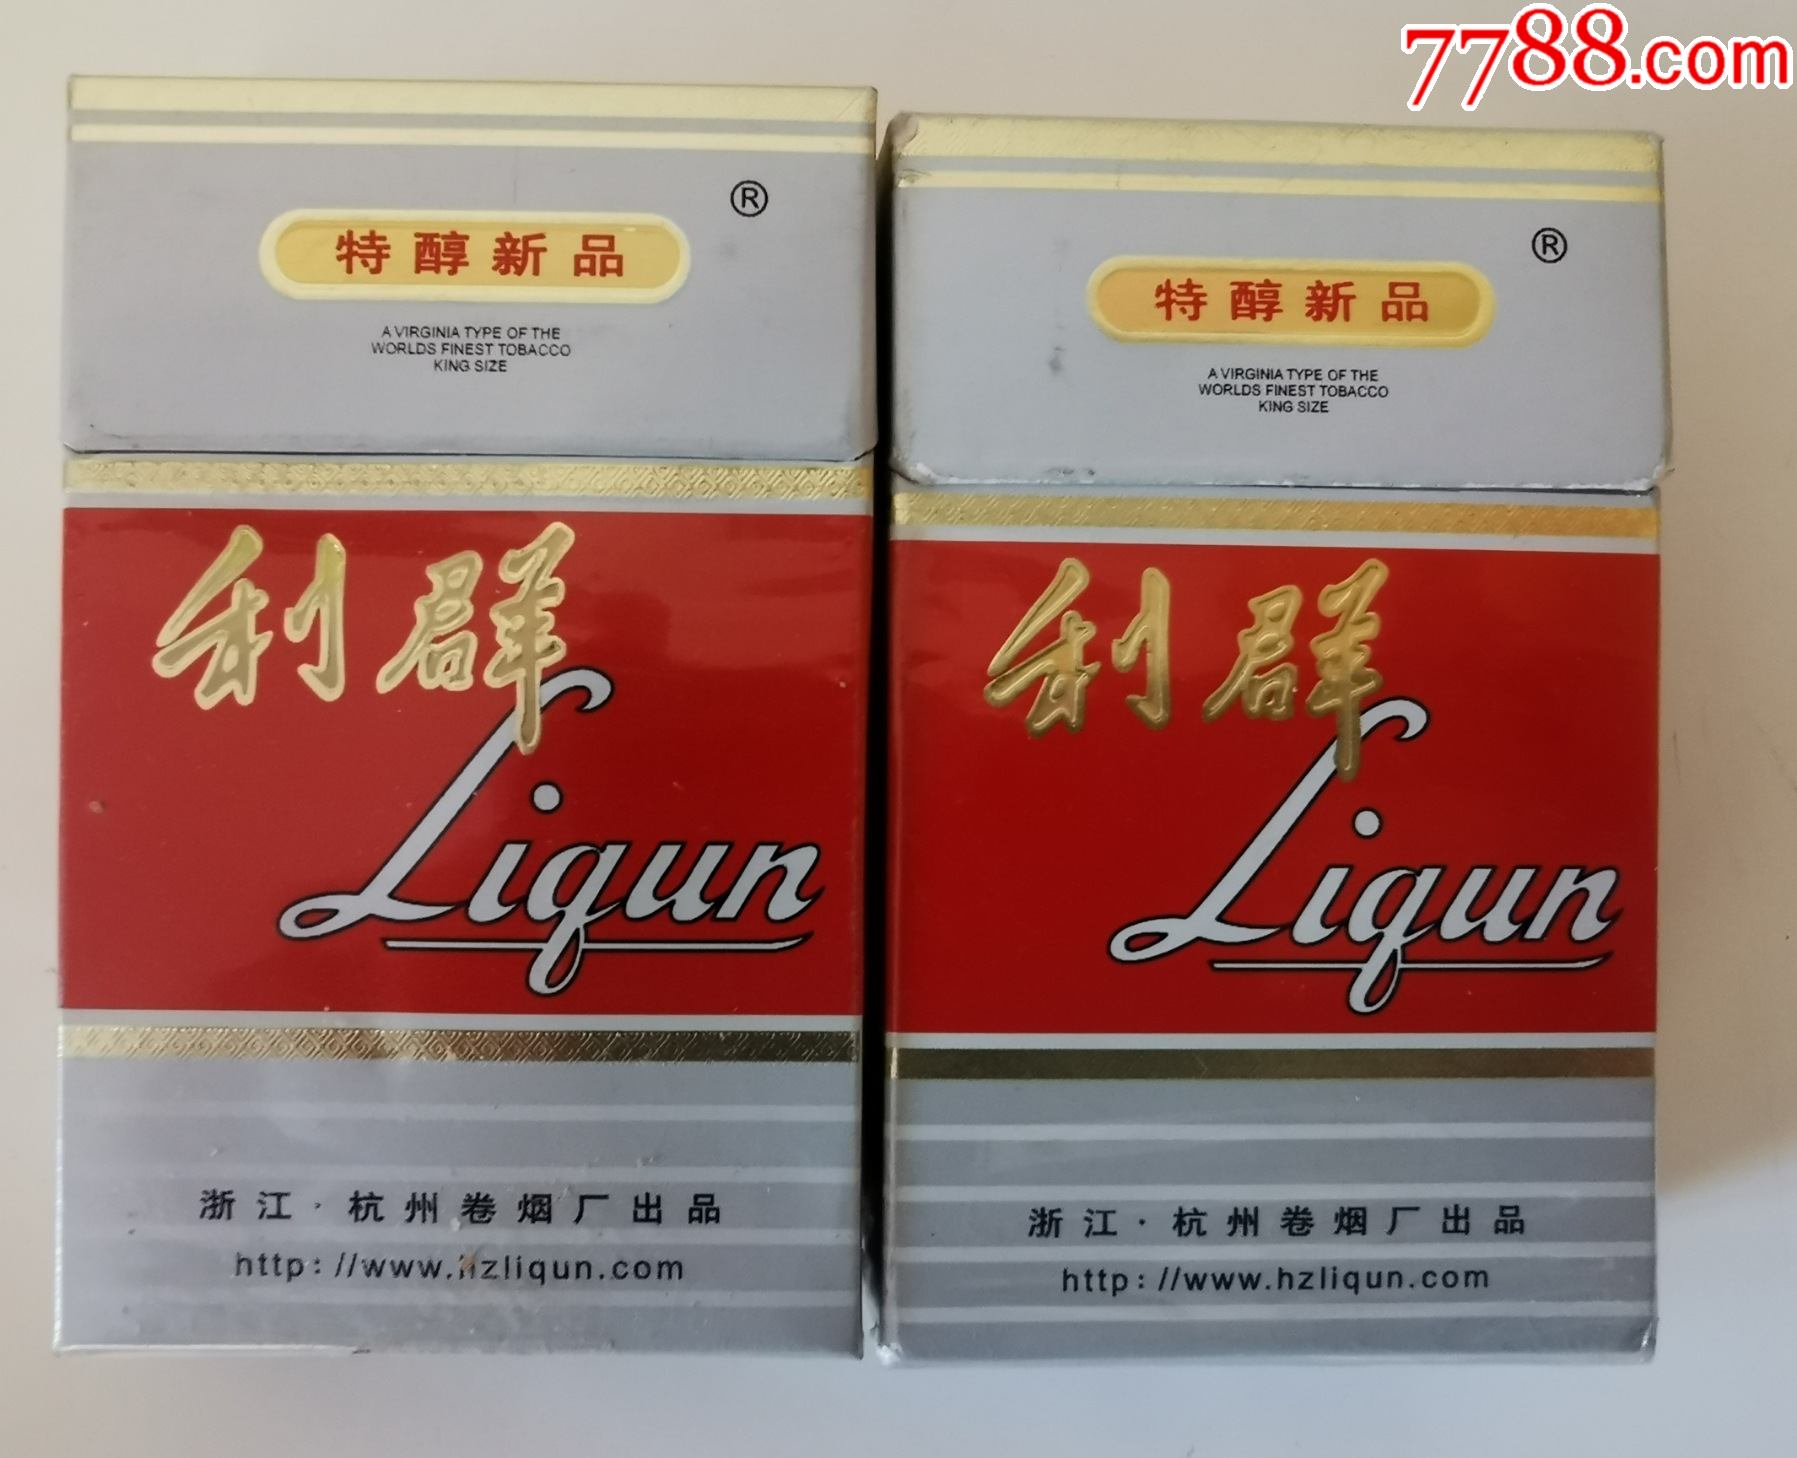 7788.com
特醇新品
®
A VIRGINIA TYPE OF THE
WORLDS FINEST TOBACCO
KING SIZE
利群
Liqun
浙江·杭州卷烟厂出品
http://www.hzliqun.com
特醇新品
®
A VIRGINIA TYPE OF THE
WORLDS FINEST TOBACCO
KING SIZE
利群
Liqun
浙江·杭州卷烟厂出品
http://www.hzliqun.com